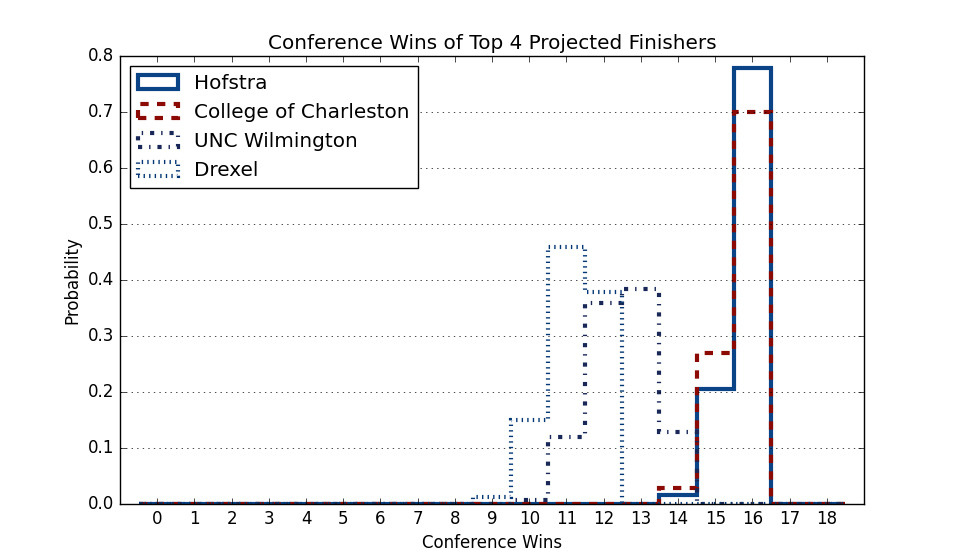 Conference Wins of Top 4 Projected Finishers
Hofstra
College of Charleston
UNC Wilmington
Drexel
Probability
0.8
0.7
0.6
0.5
0.4
0.3
0.2
0.1
0.0
0 1 2 3 4 5 6 7 8 9 10 11 12 13 14 15 16 17 18
Conference Wins